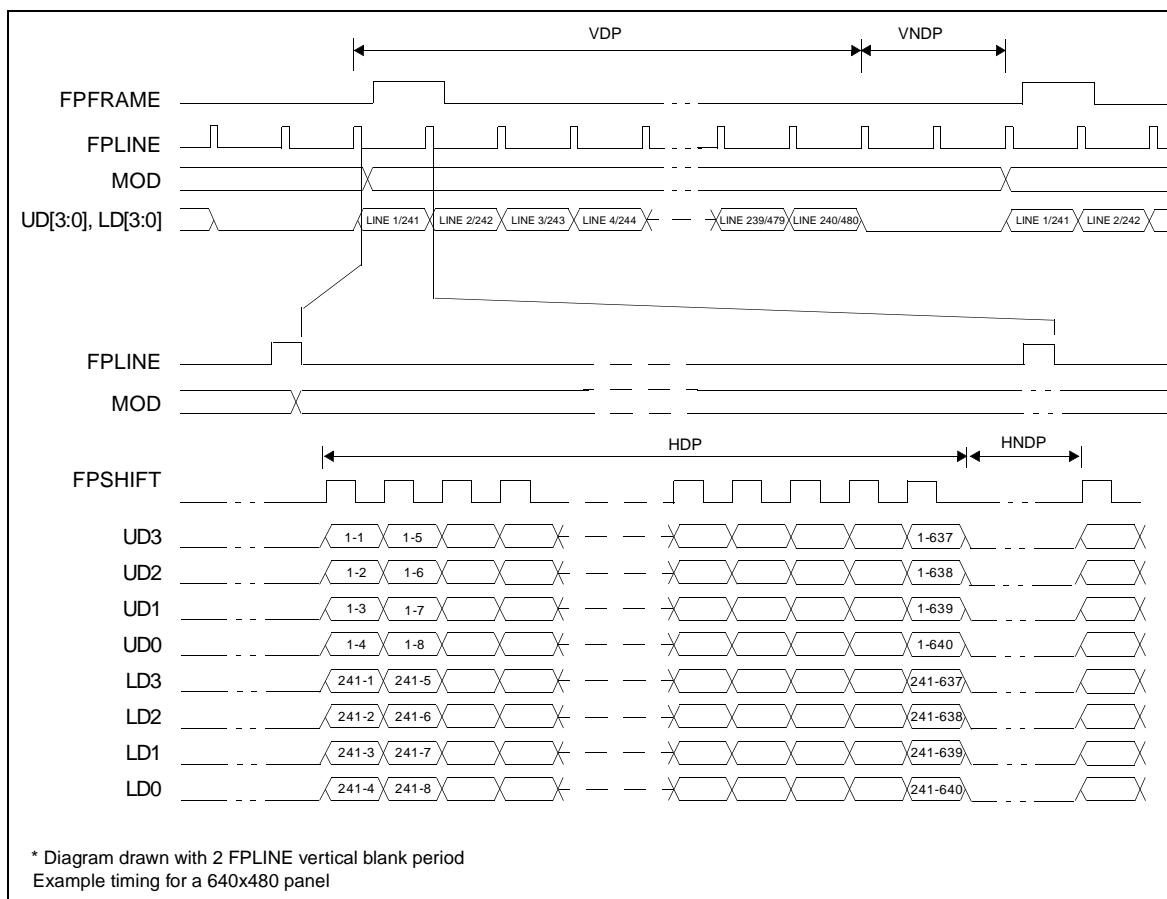 VDP VNDP
FPFRAME
FPLINE
MOD
UD[3:0], LD[3:0] LINE 1/241 LINE 2/242 LINE 3/243 LINE 4/244 LINE 239/479 LINE 240/480 LINE 1/241 LINE 2/242
FPLINE
MOD
HDP HNDP
FPSHIFT
UD3 1-1 1-5 1-637
UD2 1-2 1-6 1-638
UD1 1-3 1-7 1-639
UD0 1-4 1-8 1-640
LD3 241-1 241-5 241-637
LD2 241-2 241-6 241-638
LD1 241-3 241-7 241-639
LD0 241-4 241-8 241-640
* Diagram drawn with 2 FPLINE vertical blank period
Example timing for a 640x480 panel